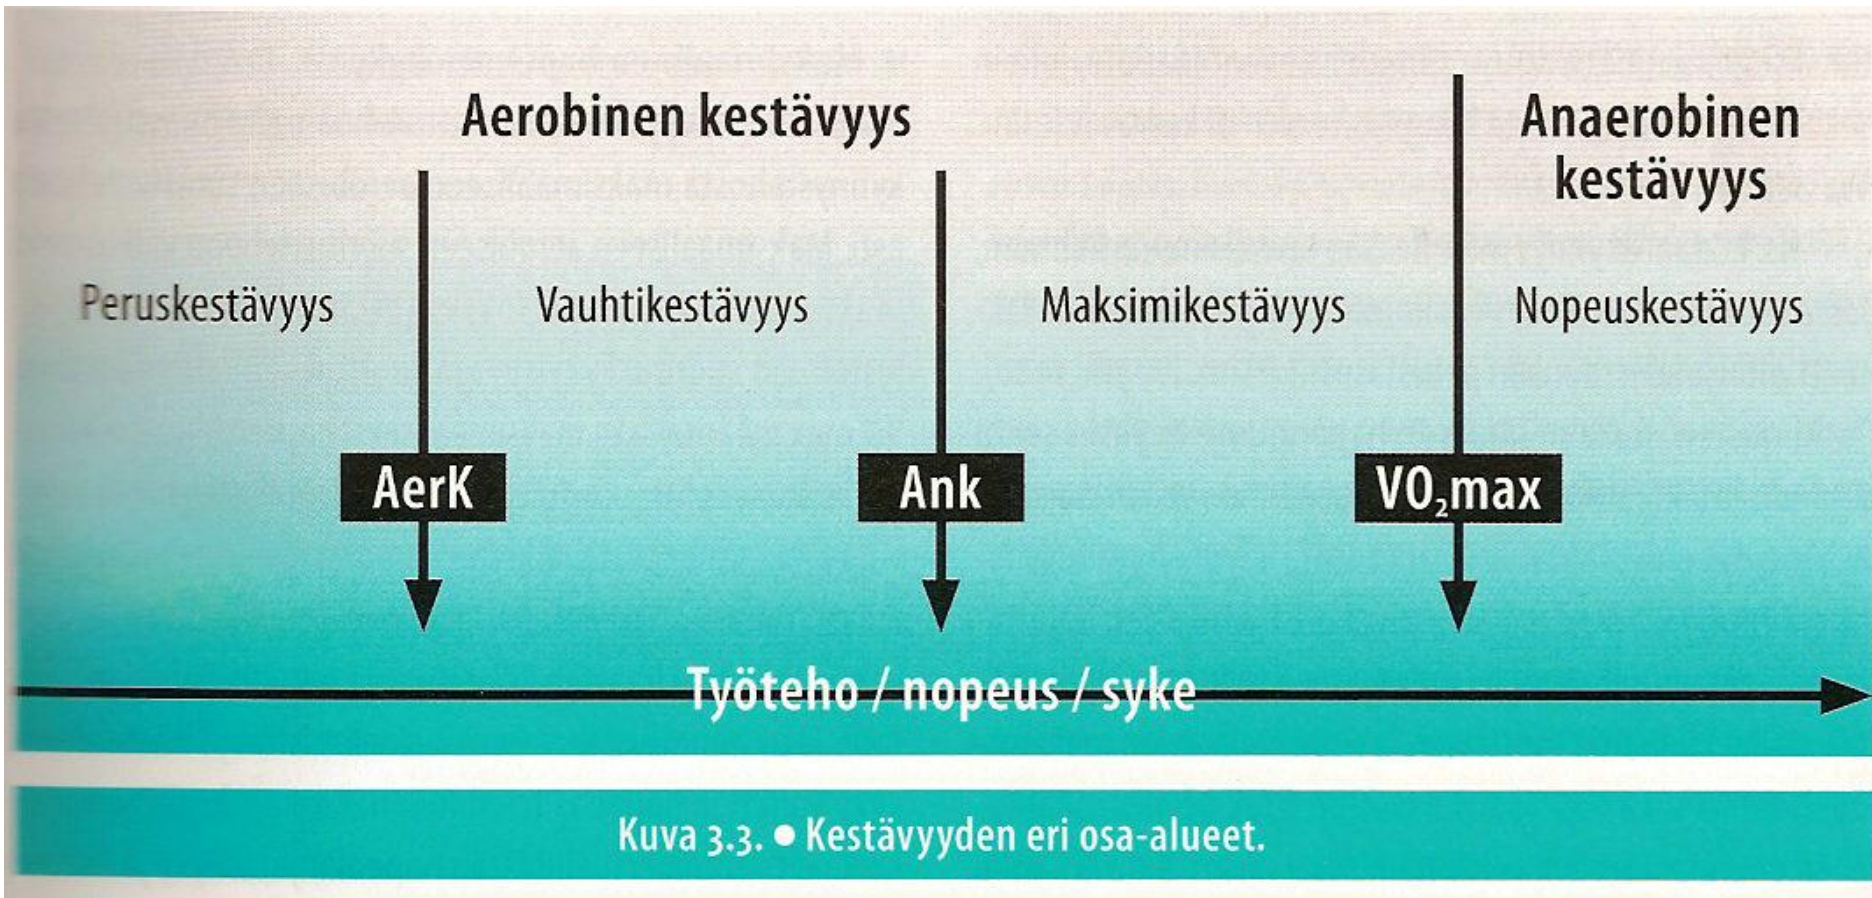 Aerobinen kestävyys
Anaerobinen
kestävyys
Peruskestävyys
Vauhtikestävyys
Maksimikestävyys
Nopeuskestävyys
AerK
Ank
VO₂max
Työteho / nopeus / syke
Kuva 3.3. ● Kestävyyden eri osa-alueet.